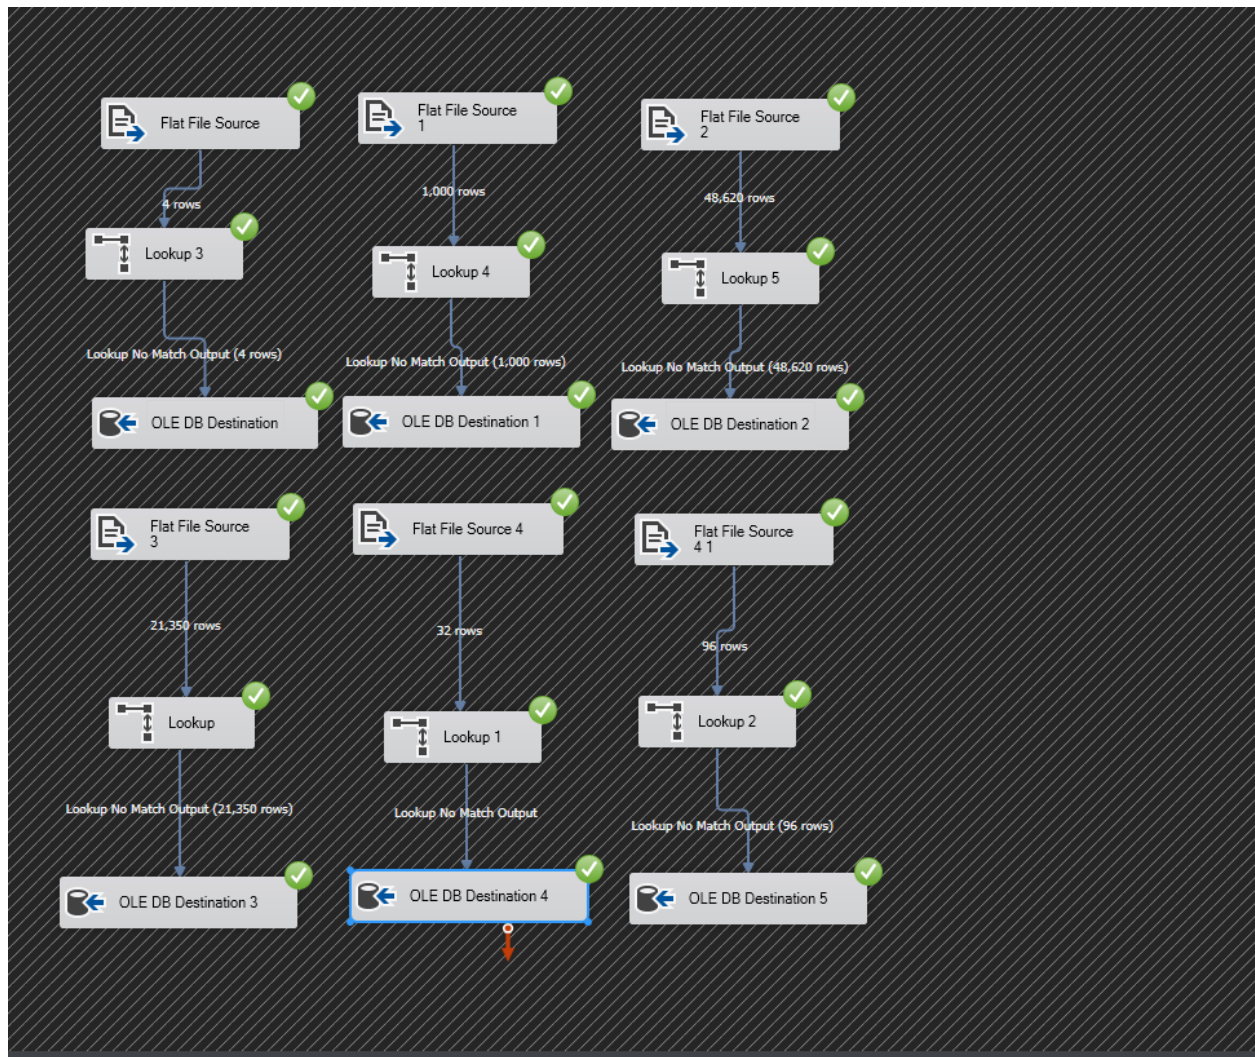 Flat File Source
Flat File Source
1
Flat File Source
2
4 rows
1,000 rows
48,620 rows
Lookup 3
Lookup 4
Lookup 5
Lookup No Match Output (4 rows)
Lookup No Match Output (1,000 rows)
Lookup No Match Output (48,620 rows)
OLE DB Destination
OLE DB Destination 1
OLE DB Destination 2
Flat File Source
3
Flat File Source 4
Flat File Source
4 1
21,350 rows
32 rows
96 rows
Lookup
Lookup 1
Lookup 2
Lookup No Match Output (21,350 rows)
Lookup No Match Output
Lookup No Match Output (96 rows)
OLE DB Destination 3
OLE DB Destination 4
OLE DB Destination 5